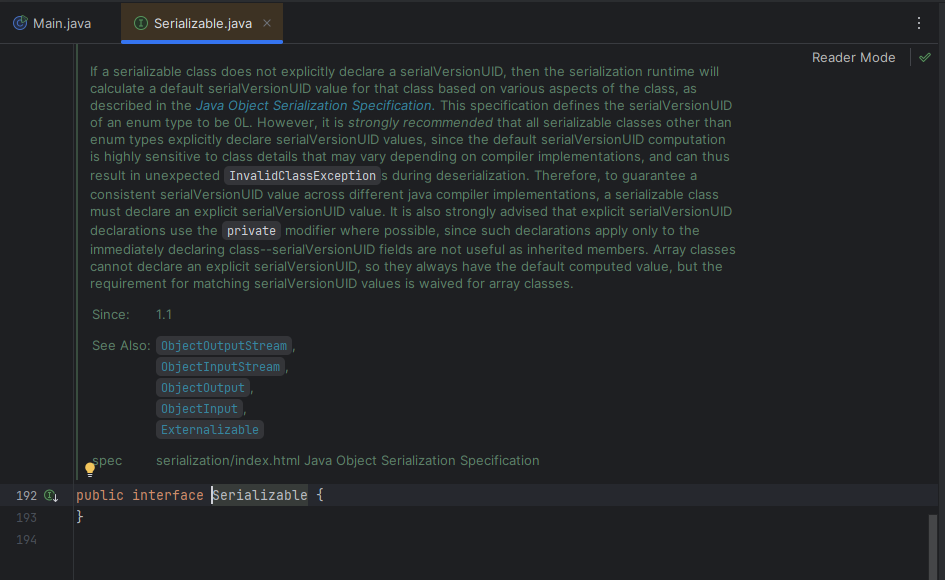 Main.java
Serializable.java
Reader Mode
If a serializable class does not explicitly declare a serialVersionUID, then the serialization runtime will
calculate a default serialVersionUID value for that class based on various aspects of the class, as
described in the Java Object Serialization Specification. This specification defines the serialVersionUID
of an enum type to be 0L. However, it is strongly recommended that all serializable classes other than
enum types explicitly declare serialVersionUID values, since the default serialVersionUID computation
is highly sensitive to class details that may vary depending on compiler implementations, and can thus
result in unexpected InvalidClassException s during deserialization. Therefore, to guarantee a
consistent serialVersionUID value across different java compiler implementations, a serializable class
must declare an explicit serialVersionUID value. It is also strongly advised that explicit serialVersionUID
declarations use the private modifier where possible, since such declarations apply only to the
immediately declaring class--serialVersionUID fields are not useful as inherited members. Array classes
cannot declare an explicit serialVersionUID, so they always have the default computed value, but the
requirement for matching serialVersionUID values is waived for array classes.
Since: 1.1
See Also: ObjectOutputStream,
ObjectInputStream,
ObjectOutput,
ObjectInput,
Externalizable
spec serialization/index.html Java Object Serialization Specification
192 public interface Serializable {
193 }
194